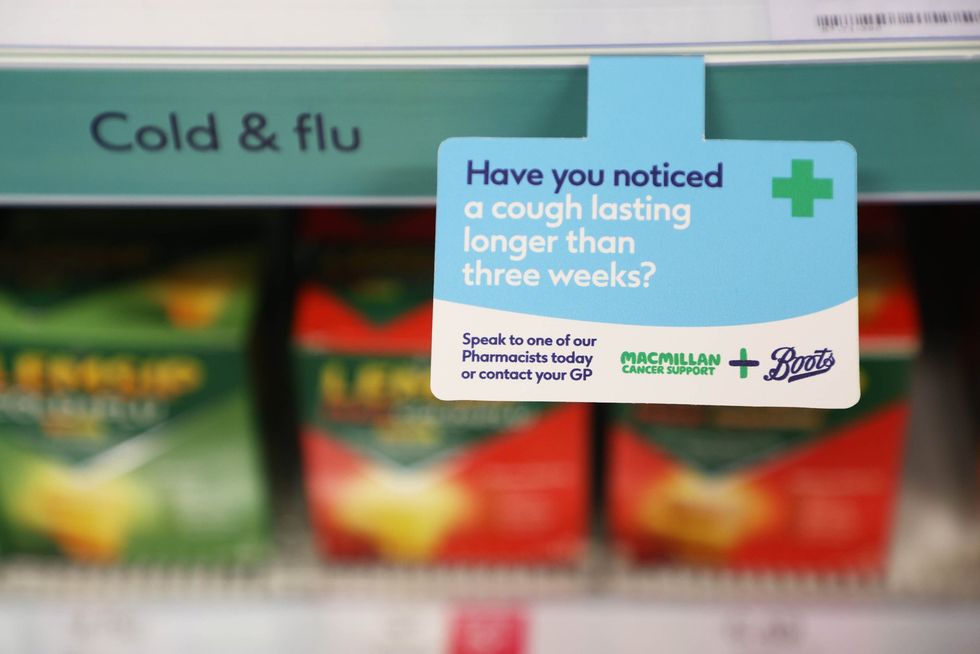 Cold & flu
Have you noticed
a cough lasting
longer than
three weeks?
Speak to one of our
Pharmacists today
or contact your GP
MACMILLAN
CANCER SUPPORT
Boots
LEMSIP